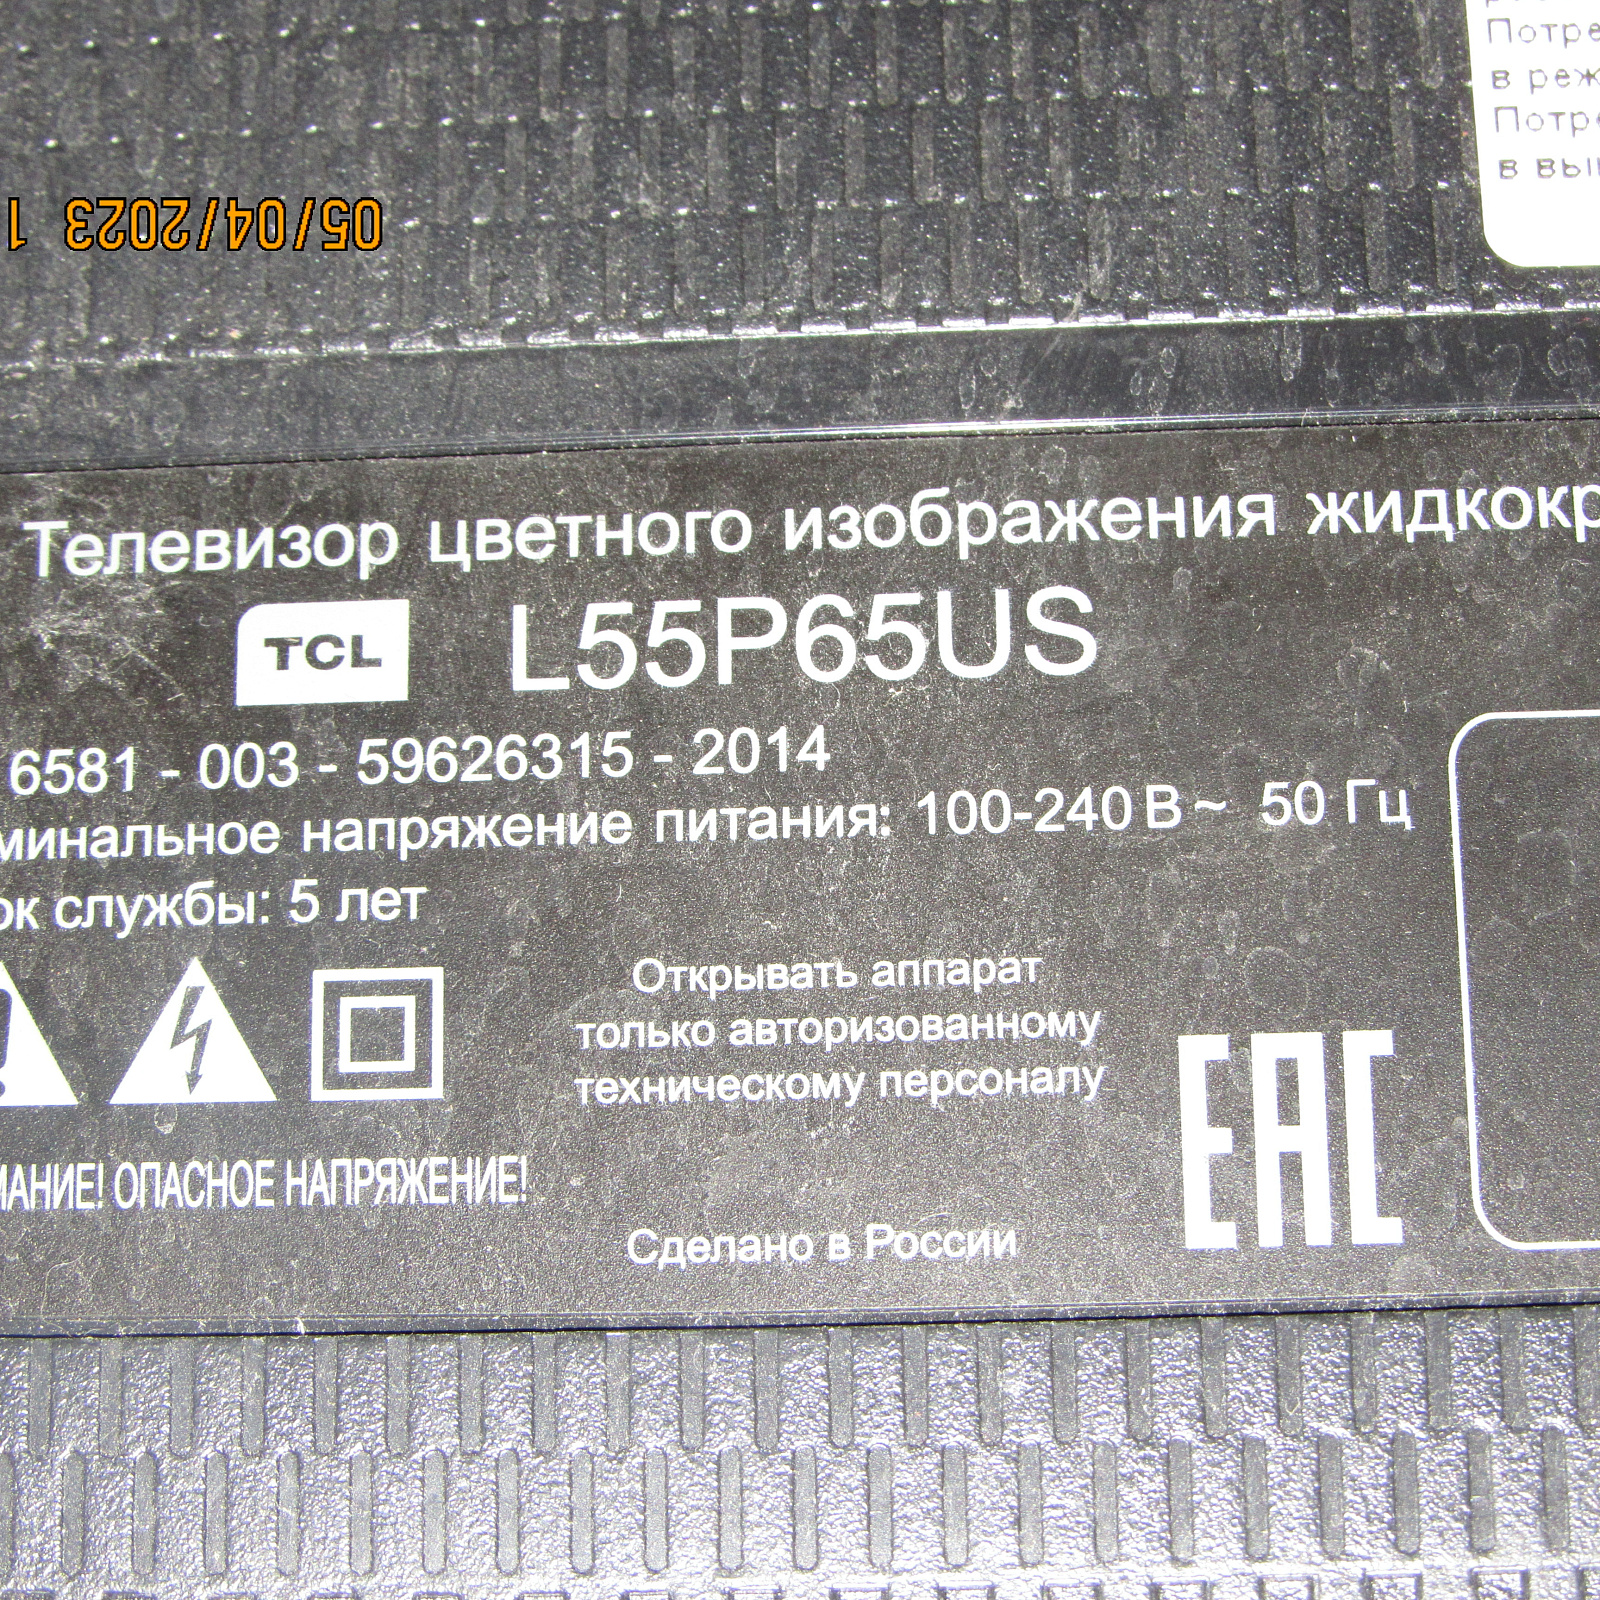 Потре
в реж
Потре
в вык
05/04/2023 1
Телевизор цветного изображения жидкокр
TCL L55P65US
6581 - 003 - 59626315 - 2014
минальное напряжение питания: 100-240 В ~ 50 Гц
ок службы: 5 лет
Открывать аппарат
только авторизованному
техническому персоналу
МАНИЕ! ОПАСНОЕ НАПРЯЖЕНИЕ!
Сделано в России
EAC